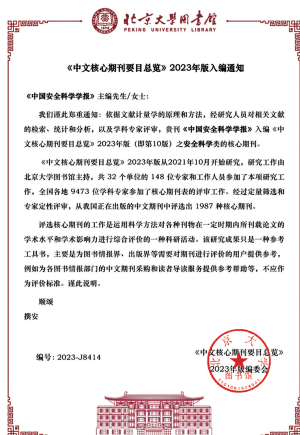 北京大学图书馆
PEKING UNIVERSITY LIBRARY
《中文核心期刊要目总览》2023年版入编通知
《中国安全科学学报》主编先生/女士：
我们谨此郑重通知：依据文献计量学的原理和方法，经研究人员对相关文献
的检索、统计和分析，以及学科专家评审，贵刊《中国安全科学学报》入编《中
文核心期刊要目总览》2023年版（即第10版）之安全科学类的核心期刊。
《中文核心期刊要目总览》2023年版从2021年10月开始研究，研究工作由
北京大学图书馆主持，共32个单位的148位专家和工作人员参加了本项研究工
作，全国各地9473位学科专家参加了核心期刊表的评审工作。经过定量筛选和
专家定性评审，从我国正在出版的中文期刊中评选出1987种核心期刊。
评选核心期刊的工作是运用科学方法对各种刊物在一定时期内所刊载论文的
学术水平和学术影响力进行综合评价的一种科研活动。该研究成果只是一种参考
工具书，主要是为图书情报界、出版界等需要对期刊进行评价的用户提供参考，
例如为各图书情报部门的中文期刊采购和读者导读服务提供参考帮助等，不应作
为评价标准。谨此说明。
顺颂
撰安
《中文核心期刊要目总览》
编号：2023-J8414
2023年版编委会